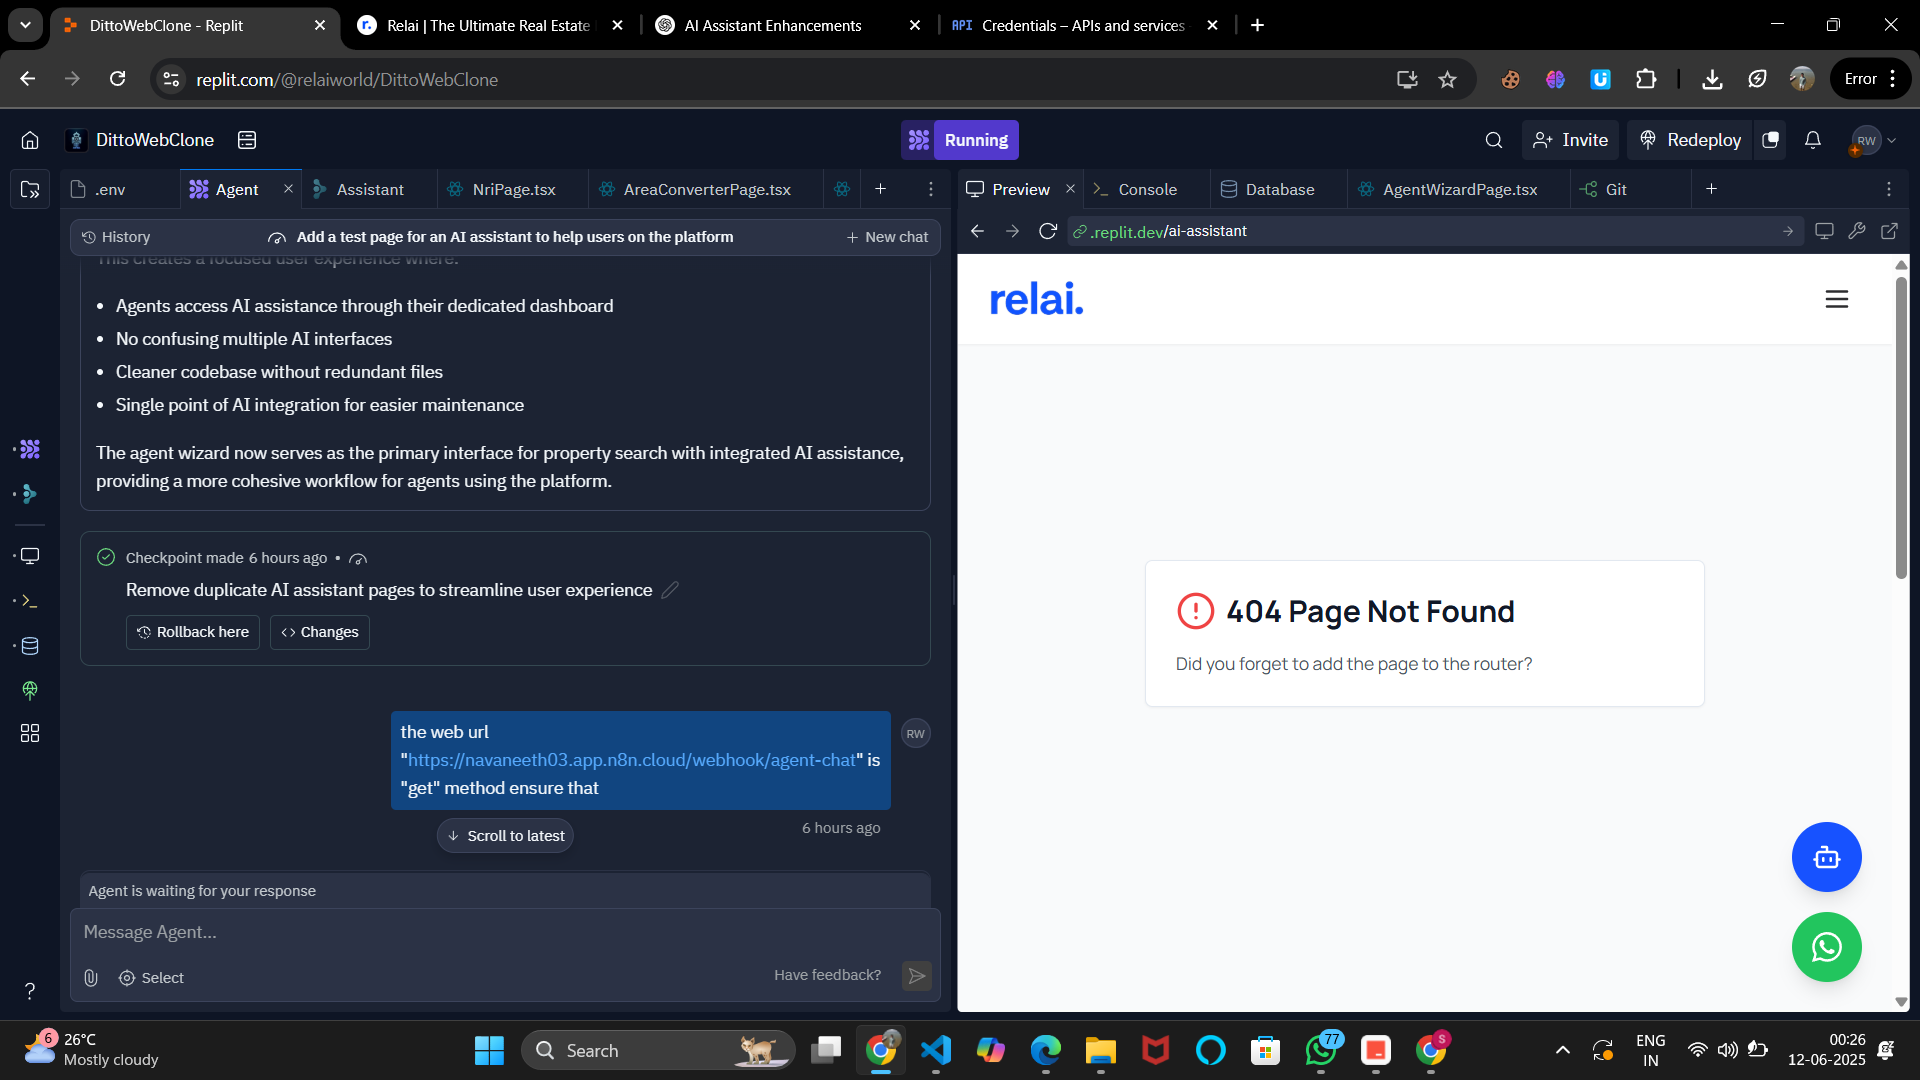 DittoWebClone - Replit
Relai | The Ultimate Real Estate
AI Assistant Enhancements
API Credentials – APIs and services
replit.com/@relaiworld/DittoWebClone
Error
DittoWebClone
Running
Invite
Redeploy
RW
.env
Agent
Assistant
NriPage.tsx
AreaConverterPage.tsx
Preview
Console
Database
AgentWizardPage.tsx
Git
History
Add a test page for an AI assistant to help users on the platform
New chat
.replit.dev/ai-assistant
This creates a focused user experience where:
• Agents access AI assistance through their dedicated dashboard
• No confusing multiple AI interfaces
• Cleaner codebase without redundant files
• Single point of AI integration for easier maintenance
The agent wizard now serves as the primary interface for property search with integrated AI assistance,
providing a more cohesive workflow for agents using the platform.
Checkpoint made 6 hours ago •
Remove duplicate AI assistant pages to streamline user experience
Rollback here
Changes
the web url
"https://navaneeth03.app.n8n.cloud/webhook/agent-chat" is
"get" method ensure that
RW
6 hours ago
Scroll to latest
Agent is waiting for your response
Message Agent...
Select
Have feedback?
relai.
404 Page Not Found
Did you forget to add the page to the router?
6
26°C
Mostly cloudy
Search
77
S
ENG
IN
00:26
12-06-2025